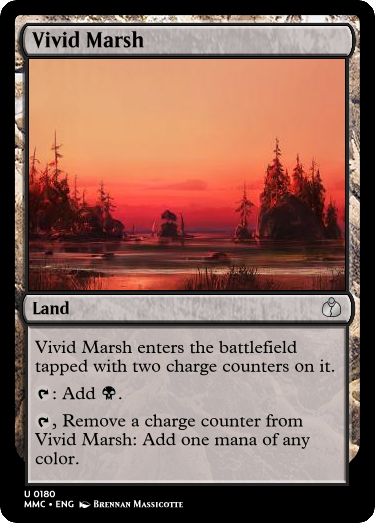 Vivid Marsh
Land
Vivid Marsh enters the battlefield
tapped with two charge counters on it.
: Add .
, Remove a charge counter from
Vivid Marsh: Add one mana of any
color.
U 0180
MMC • ENG Brennan Massicotte